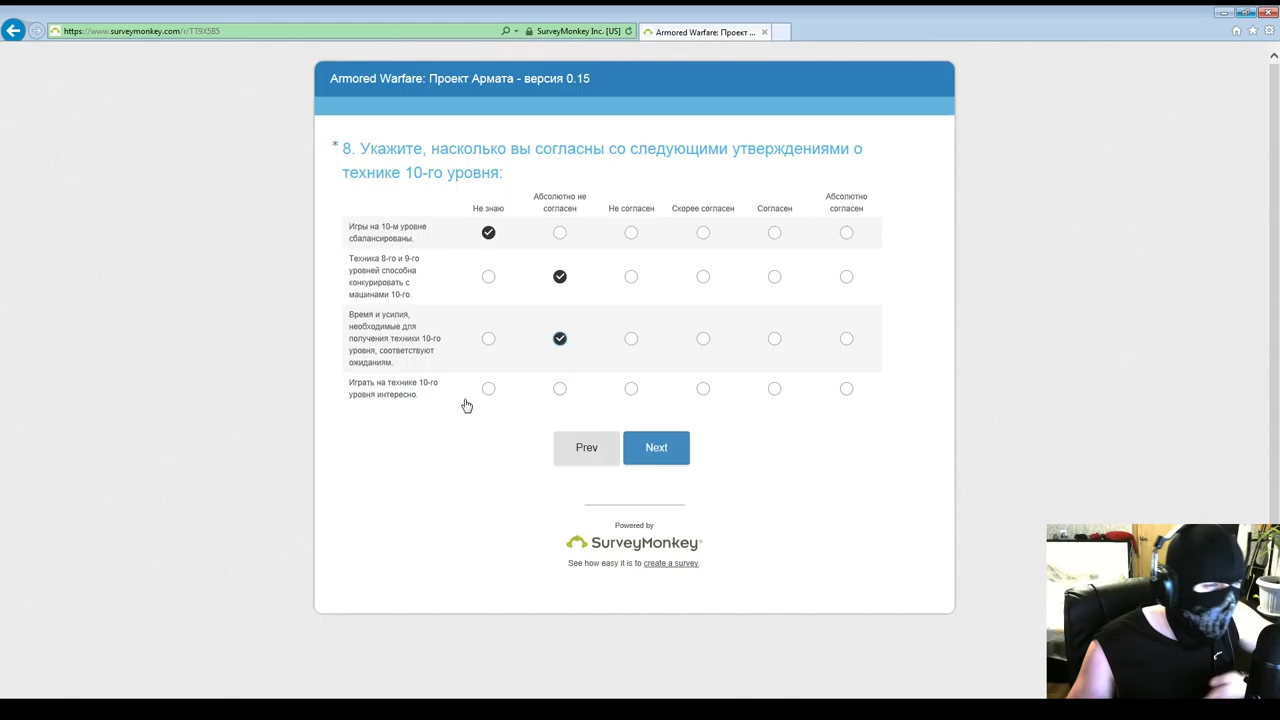 https://www.surveymonkey.com/r/TT9X5B5
SurveyMonkey Inc. [US]
Armored Warfare: Проект ...
Armored Warfare: Проект Армата - версия 0.15
* 8. Укажите, насколько вы согласны со следующими утверждениями о
технике 10-го уровня:
Не знаю
Абсолютно не
согласен
Не согласен
Скорее согласен
Согласен
Абсолютно
согласен
Игры на 10-м уровне
сбалансированы.
Техника 8-го и 9-го
уровней способна
конкурировать с
машинами 10-го.
Время и усилия,
необходимые для
получения техники 10-го
уровня, соответствуют
ожиданиям.
Играть на технике 10-го
уровня интересно.
Prev
Next
Powered by
SurveyMonkey®
See how easy it is to create a survey.